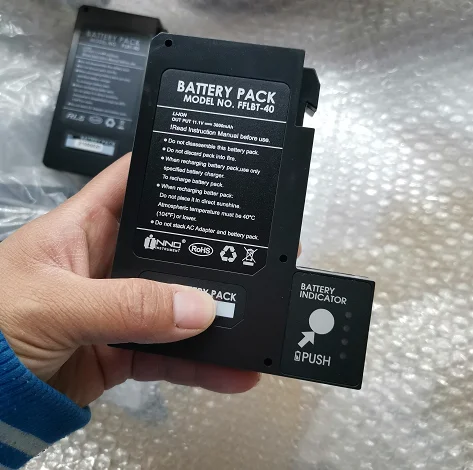 BATTERY PACK
BATTERY PACK
MODEL NO. FFLBT-40
LI-ION
OUT PUT 11.1V 3800mAh
!Read Instruction Manual before use.
● Do not disassemble this battery pack.
● Do not discard pack into fire.
● When recharging battery pack,use only
specified battery charger.
To recharge battery pack.
● When recharging batter pack:
Do not place it direct sunshine.
Atmospheric temperature must be 40°C
(104°F) or lower.
● Do not stack AC Adapter and battery pack.
INNO
INSTRUMENT
RoHS
BATTERY
INDICATOR
PUSH
PACK